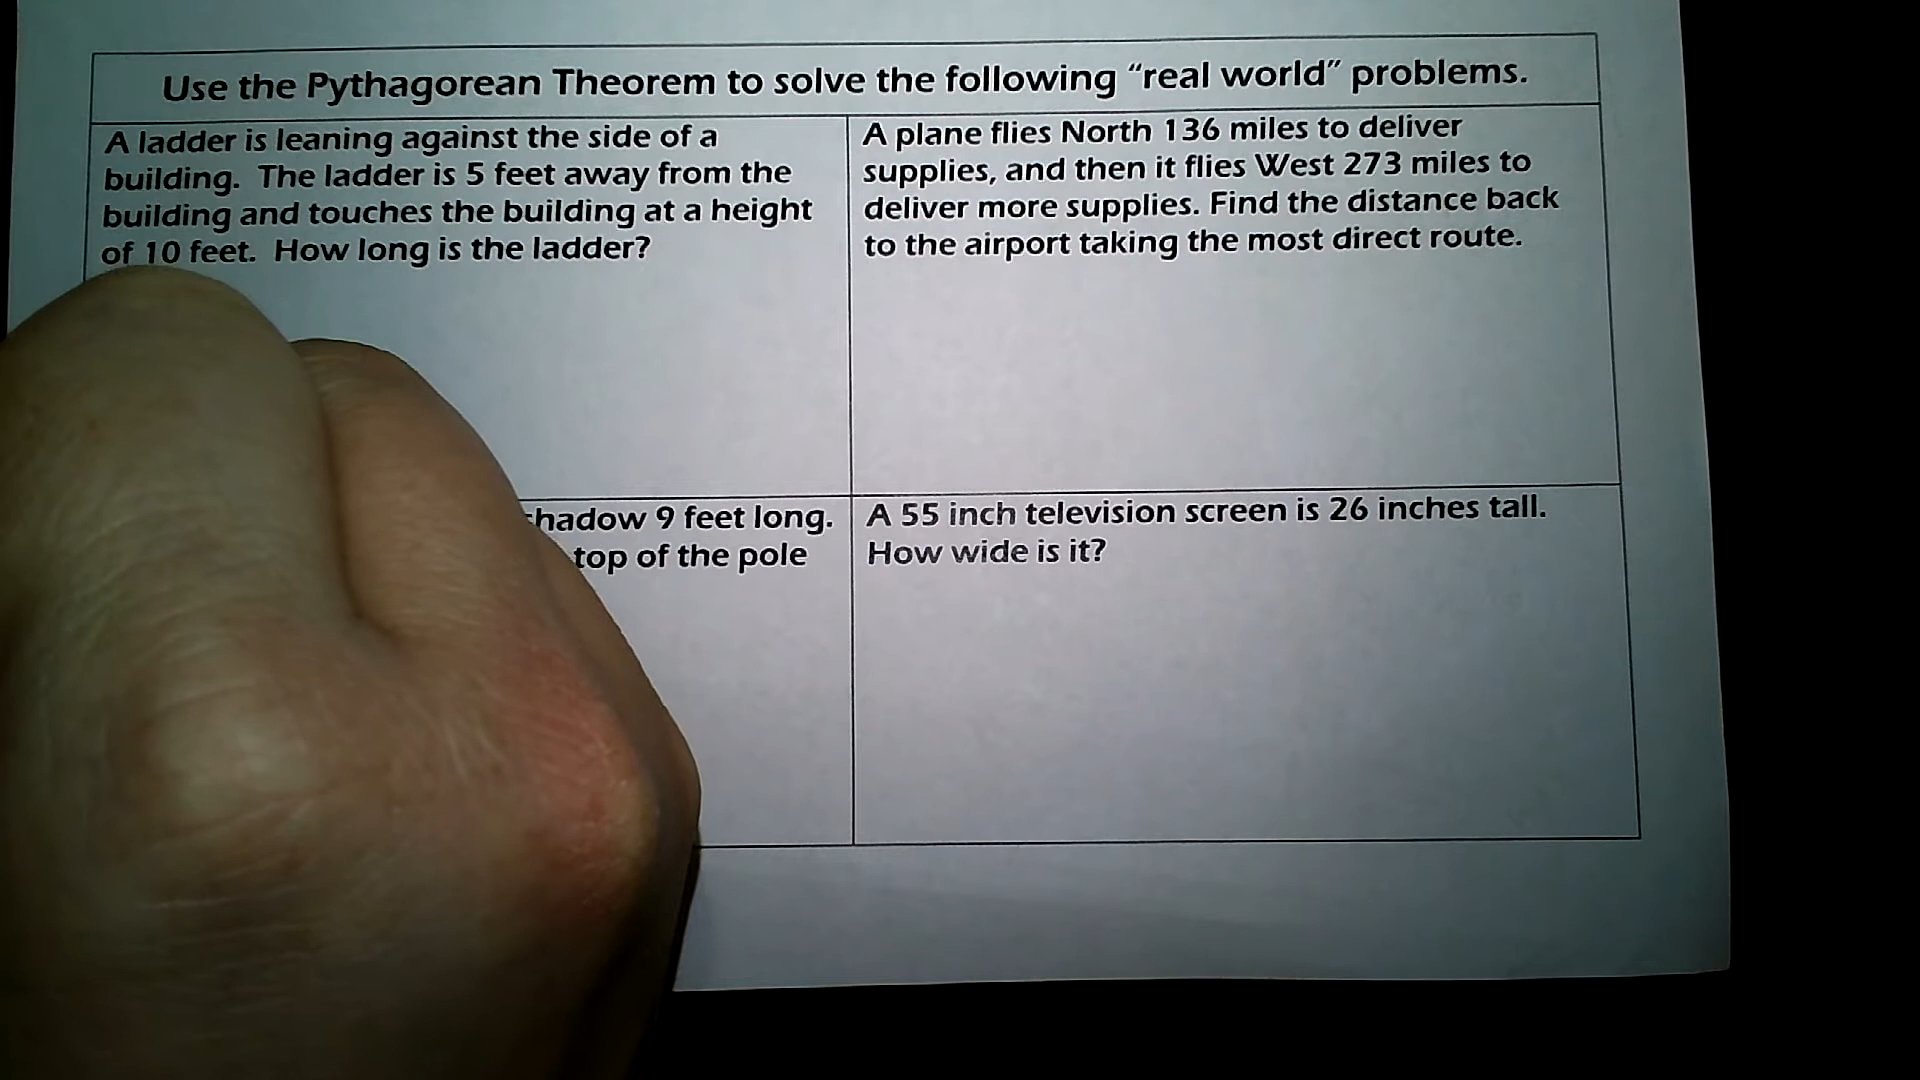 Use the Pythagorean Theorem to solve the following “real world” problems.
A ladder is leaning against the side of a
building. The ladder is 5 feet away from the
building and touches the building at a height
of 10 feet. How long is the ladder?
A plane flies North 136 miles to deliver
supplies, and then it flies West 273 miles to
deliver more supplies. Find the distance back
to the airport taking the most direct route.
9 feet long.
top of the pole
A 55 inch television screen is 26 inches tall.
How wide is it?